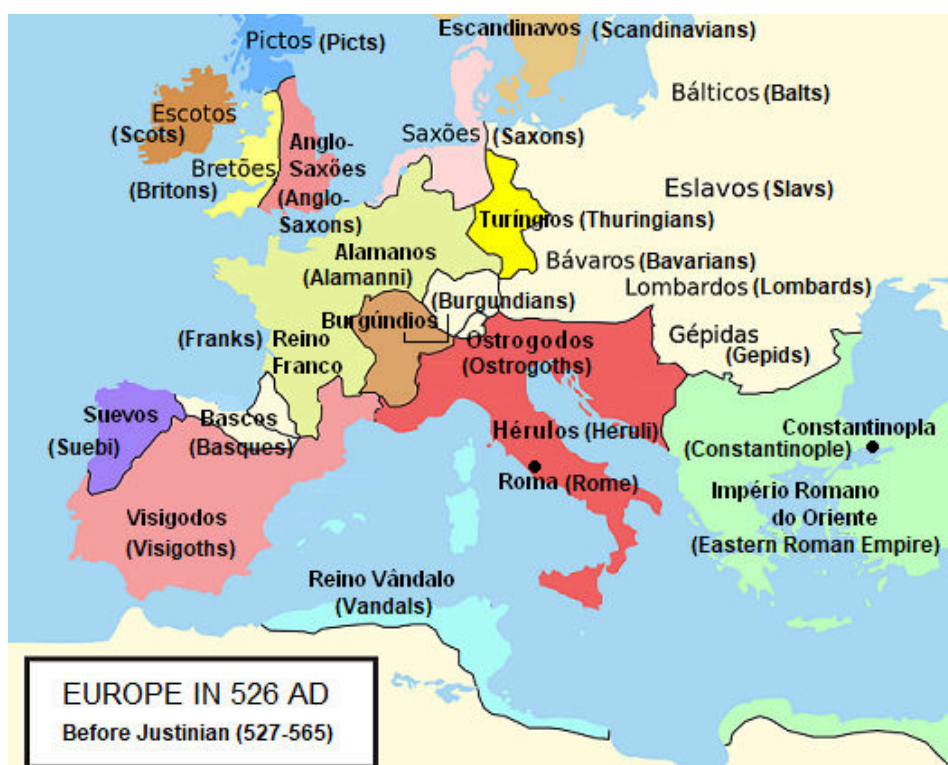 Escandinavos (Scandinavians)
Pictos (Picts)
Bálticos (Balts)
Escotos
(Scots)
Saxões (Saxons)
Anglo-
Saxões
(Anglo-
Saxons)
Bretões
(Britons)
Eslavos (Slavs)
Turíngios (Thuringians)
Alamanos
(Alamanni)
Bávaros (Bavarians)
Lombardos (Lombards)
(Burgundians)
Burgúndios
(Franks) Reino
Franco
Ostrogodos
(Ostrogoths)
Gépidas
(Gepids)
Suevos
(Suebi)
Bascos
(Basques)
Hérulos (Heruli)
Constantinopla
(Constantinople)
Roma (Rome)
Império Romano
do Oriente
(Eastern Roman Empire)
Visigodos
(Visigoths)
Reino Vândalo
(Vandals)
EUROPE IN 526 AD
Before Justinian (527-565)